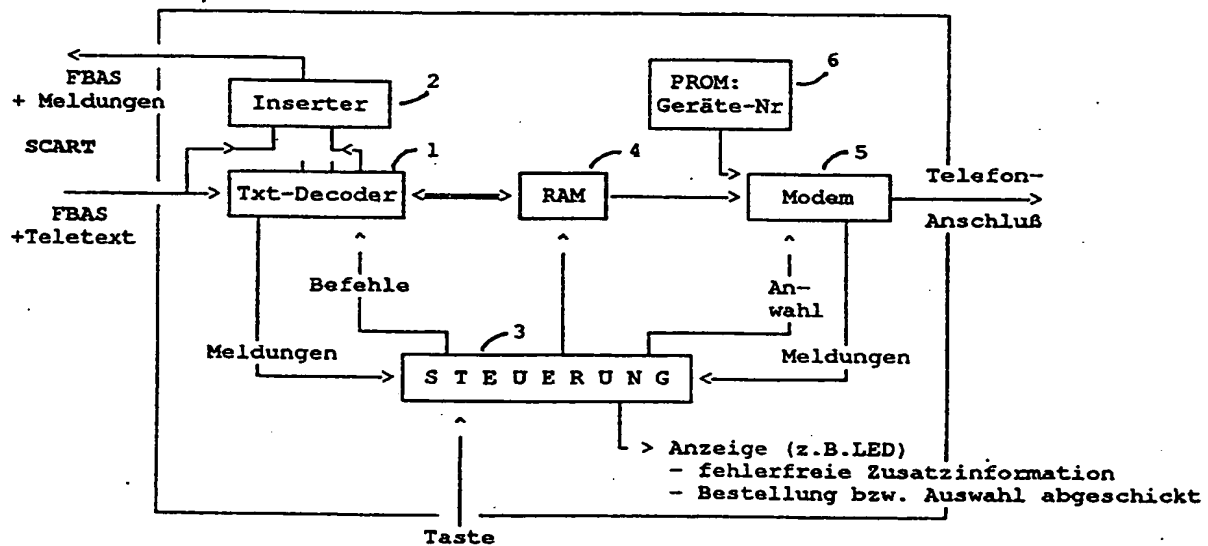 FBAS
+ Meldungen
SCART
FBAS
+Teletext
Inserter
2
Txt-Decoder
1
RAM
4
PROM:
Geräte-Nr
6
Modem
5
Telefon-
Anschluß
Befehle
An-
wahl
Meldungen
Meldungen
STEUERUNG
3
> Anzeige (z.B.LED)
- fehlerfreie Zusatzinformation
- Bestellung bzw. Auswahl abgeschickt
Taste